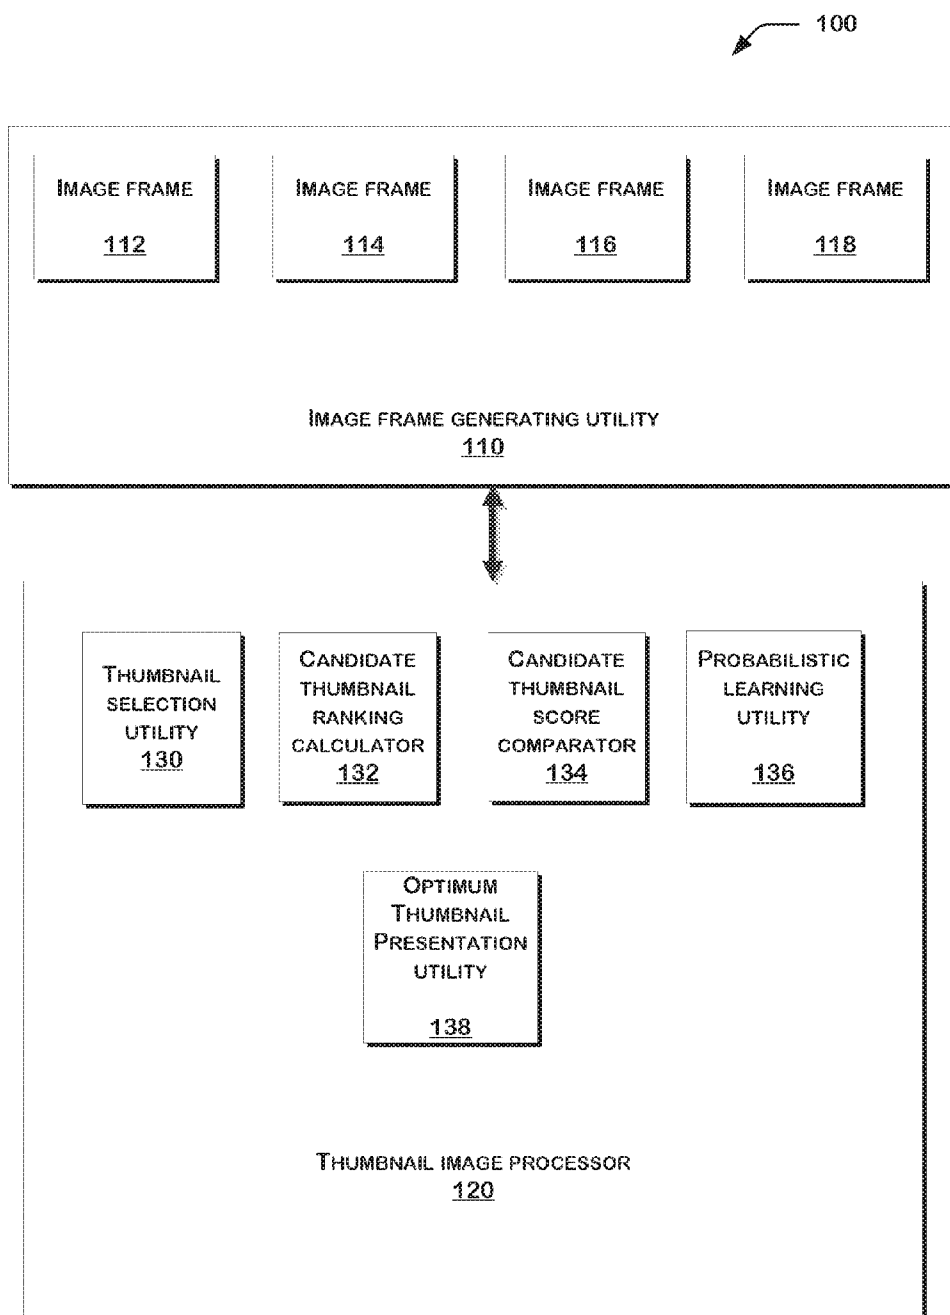 100
IMAGE FRAME
112
IMAGE FRAME
114
IMAGE FRAME
116
IMAGE FRAME
118
IMAGE FRAME GENERATING UTILITY
110
THUMBNAIL
SELECTION
UTILITY
130
CANDIDATE
THUMBNAIL
RANKING
CALCULATOR
132
CANDIDATE
THUMBNAIL
SCORE
COMPARATOR
134
PROBABILISTIC
LEARNING
UTILITY
136
OPTIMUM
THUMBNAIL
PRESENTATION
UTILITY
138
THUMBNAIL IMAGE PROCESSOR
120